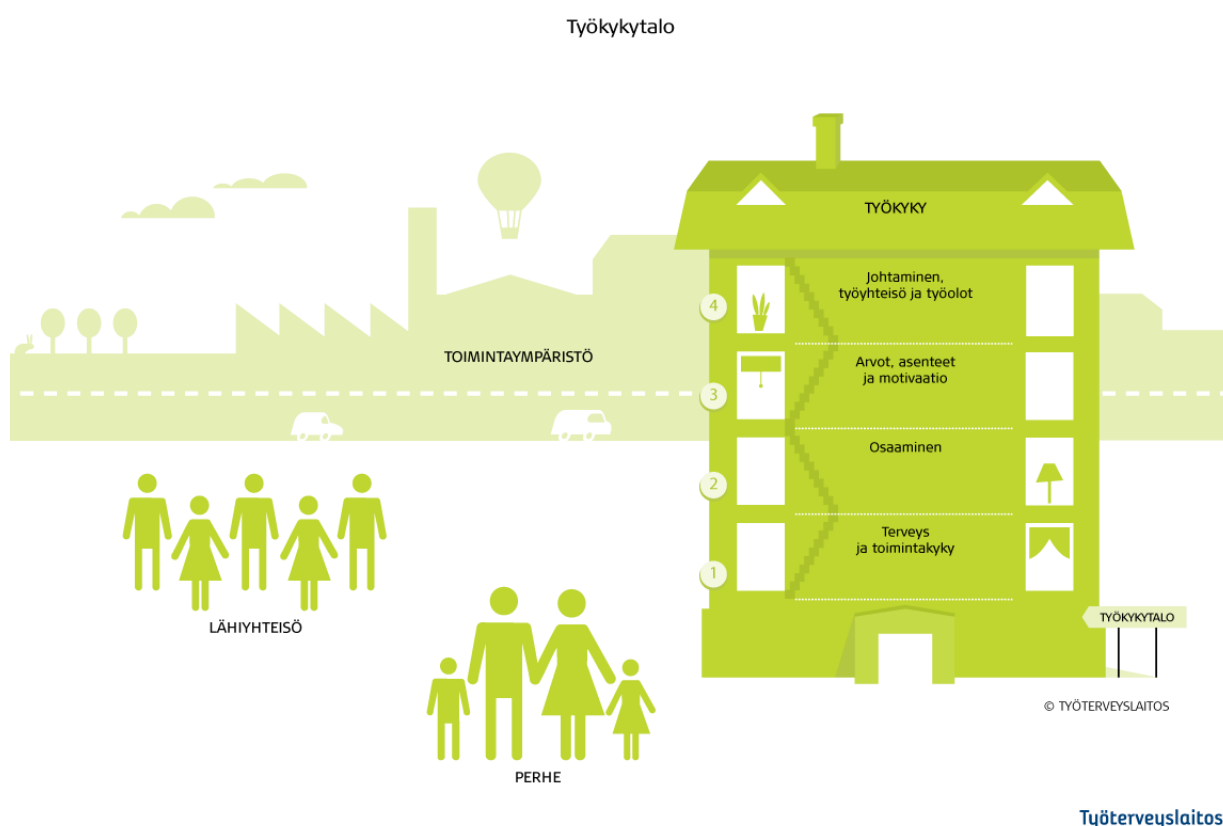 Työkykytalo
TYÖKYKY
4
Johtaminen,
työyhteisö ja työolot
3
Arvot, asenteet
ja motivaatio
2
Osaaminen
1
Terveys
ja toimintakyky
TOIMINTAYMPÄRISTÖ
LÄHIYHTEISÖ
PERHE
TYÖKYKYTALO
© TYÖTERVEYSLAITOS
Työterveyslaitos